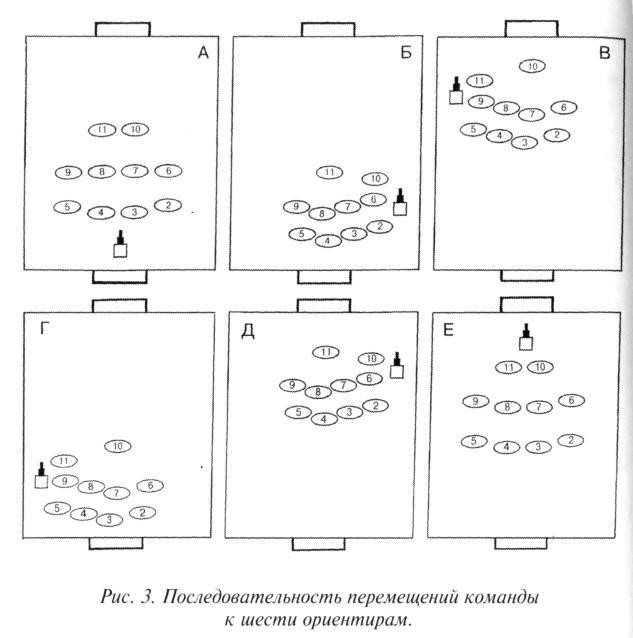 А
11 10
9 8 7 6
5 4 3 2
Б
11 10
9 8 7 6
5 4 3 2
В
10
11
9 8 7 6
5 4 3 2
Г
10
11
9 8 7 6
5 4 3 2
Д
11 10
9 8 7 6
5 4 3 2
Е
11 10
9 8 7 6
5 4 3 2
Рис. 3. Последовательность перемещений команды
к шести ориентирам.